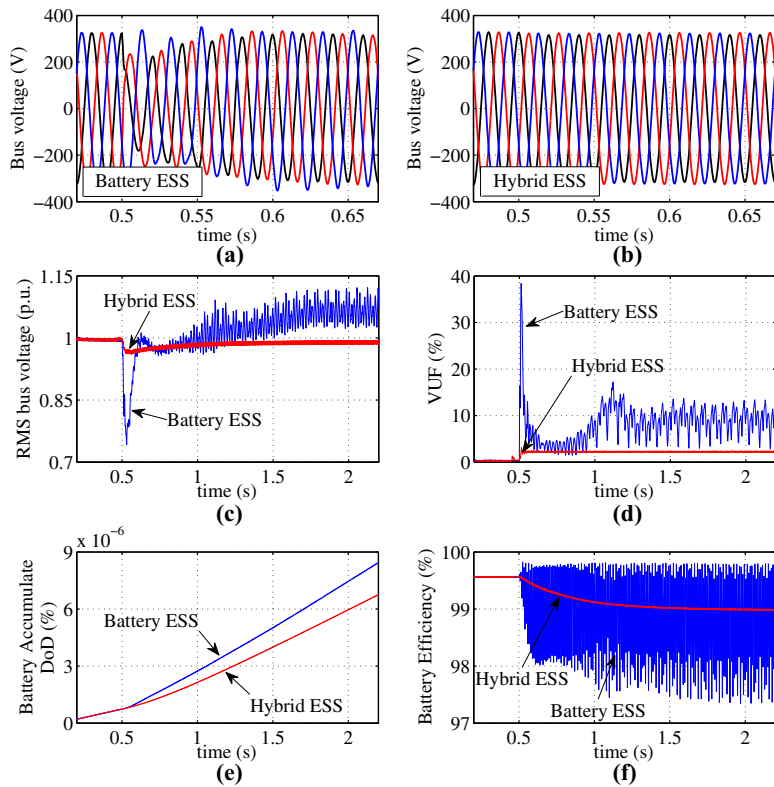 400
200
0
−200
−400
Bus voltage (V)
Battery ESS
0.5
0.55
0.6
0.65
time (s)
(a)
400
200
0
−200
−400
Bus voltage (V)
Hybrid ESS
0.5
0.55
0.6
0.65
time (s)
(b)
1.15
1
0.85
0.7
RMS bus voltage (p.u.)
Hybrid ESS
Battery ESS
0.5
1
1.5
2
time (s)
(c)
40
30
20
10
0
VUF (%)
Battery ESS
Hybrid ESS
0.5
1
1.5
2
time (s)
(d)
x 10⁻⁶
9
6
3
0
Battery Accumulate
DoD (%)
Battery ESS
Hybrid ESS
0.5
1
1.5
2
time (s)
(e)
100
99
98
97
Battery Efficiency (%)
Hybrid ESS
Battery ESS
0.5
1
1.5
2
time (s)
(f)